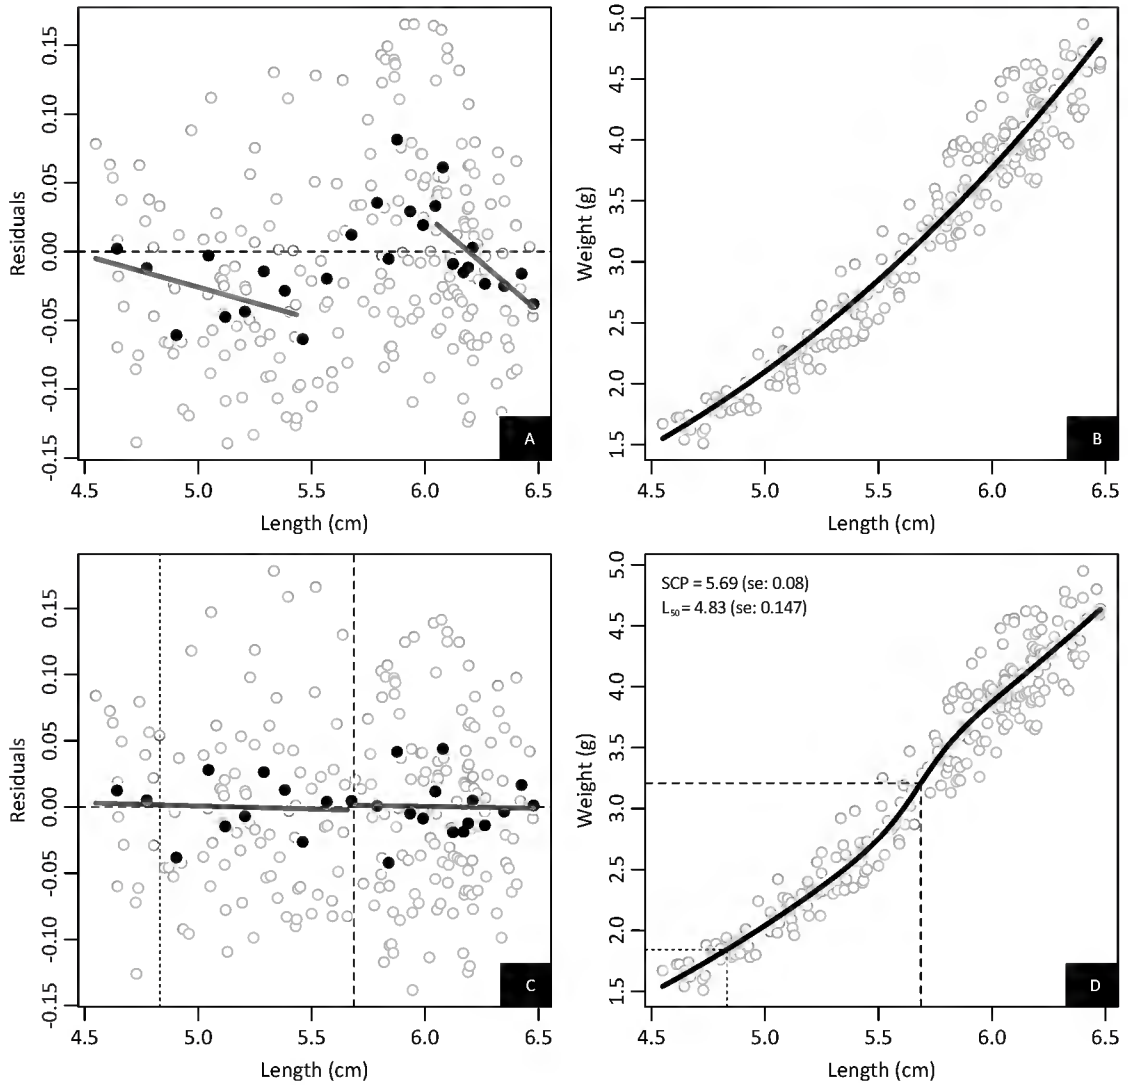 0.15
0.10
0.05
0.00
-0.05
-0.10
-0.15
Residuals
A
4.5 5.0 5.5 6.0 6.5
Length (cm)
5.0
4.5
4.0
3.5
3.0
2.5
2.0
1.5
Weight (g)
B
4.5 5.0 5.5 6.0 6.5
Length (cm)
0.15
0.10
0.05
0.00
-0.05
-0.10
-0.15
Residuals
C
4.5 5.0 5.5 6.0 6.5
Length (cm)
5.0
4.5
4.0
3.5
3.0
2.5
2.0
1.5
Weight (g)
SCP = 5.69 (se: 0.08)
L50 = 4.83 (se: 0.147)
D
4.5 5.0 5.5 6.0 6.5
Length (cm)